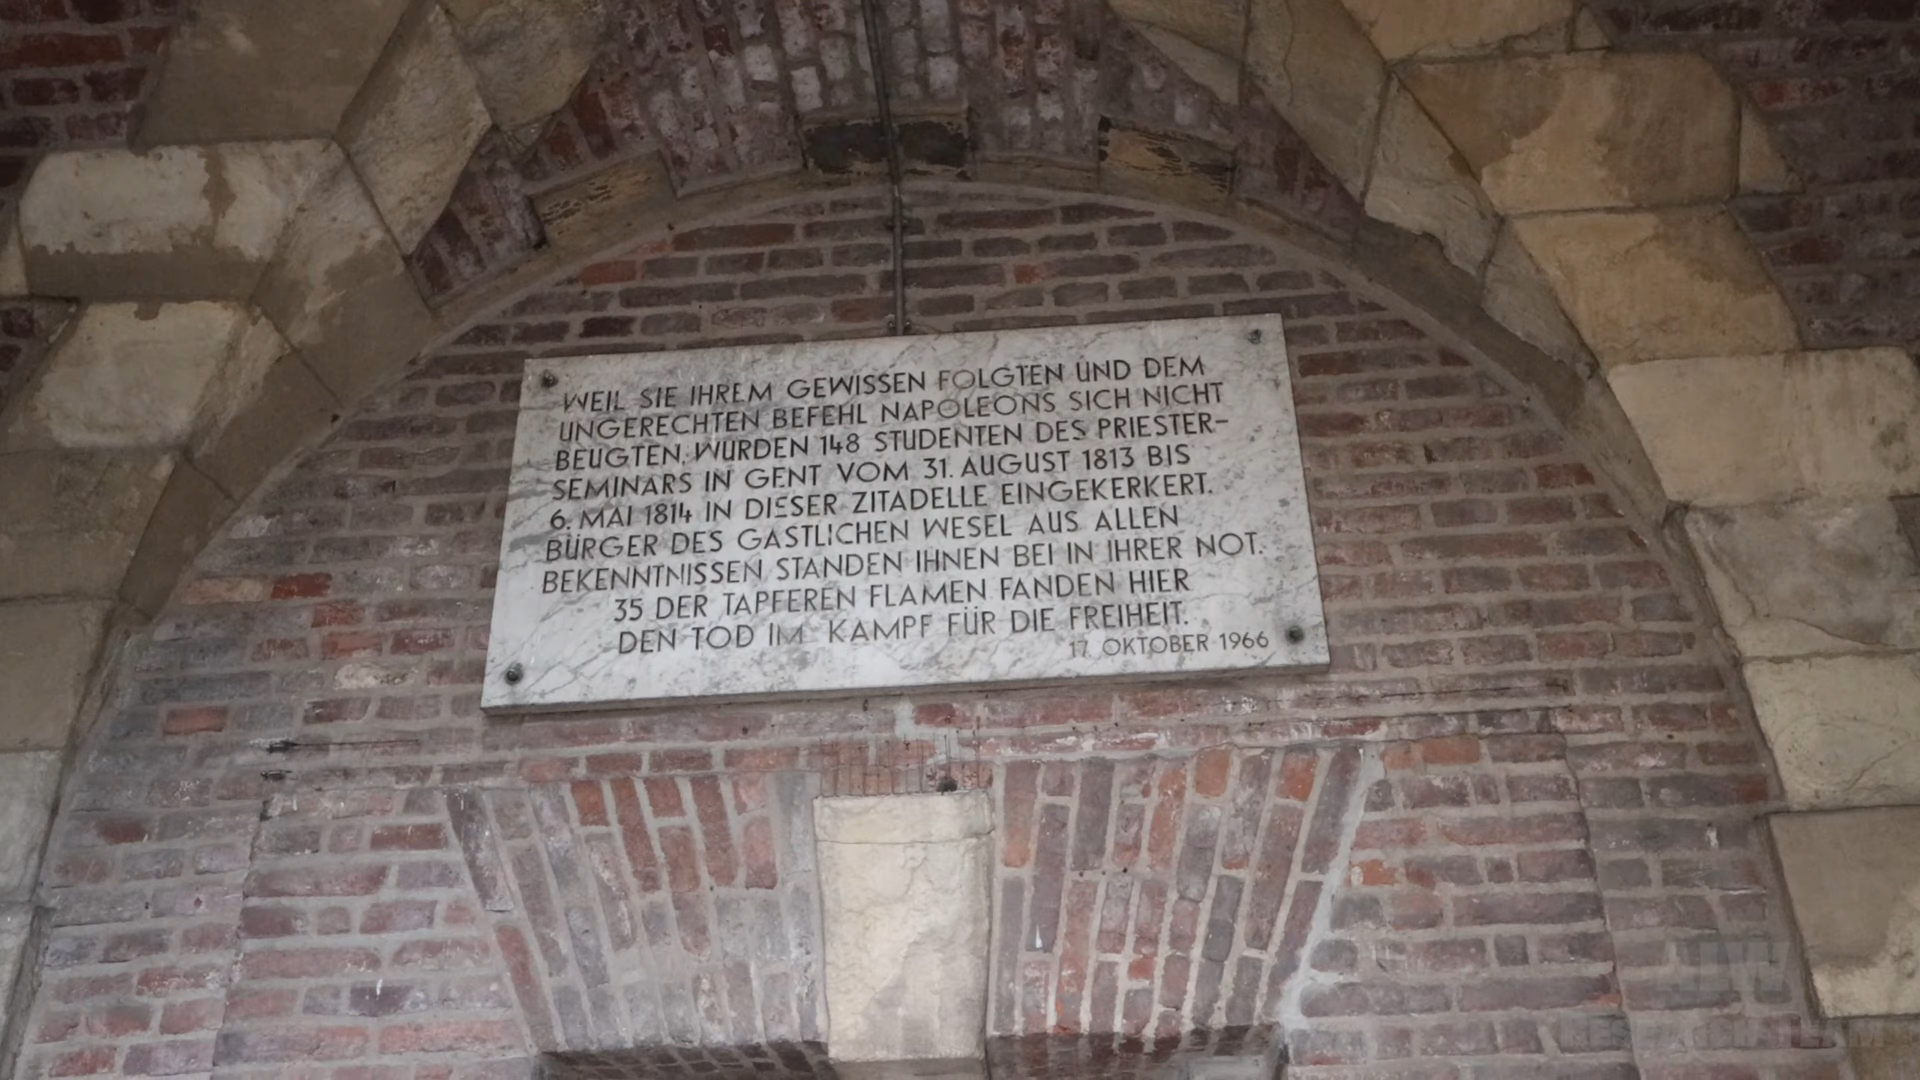 WEIL SIE IHREM GEWISSEN FOLGTEN UND DEM
UNGERECHTEN BEFEHL NAPOLEONS SICH NICHT
BEUGTEN, WURDEN 148 STUDENTEN DES PRIESTER-
SEMINARS IN GENT VOM 31. AUGUST 1813 BIS
6. MAI 1814 IN DIESER ZITADELLE EINGEKERKERT.
BÜRGER DES GASTLICHEN WESEL AUS ALLEN
BEKENNTNISSEN STANDEN IHNEN BEI IN IHRER NOT.
35 DER TAPFEREN FLAMEN FANDEN HIER
DEN TOD IM KAMPF FÜR DIE FREIHEIT.
17. OKTOBER 1966